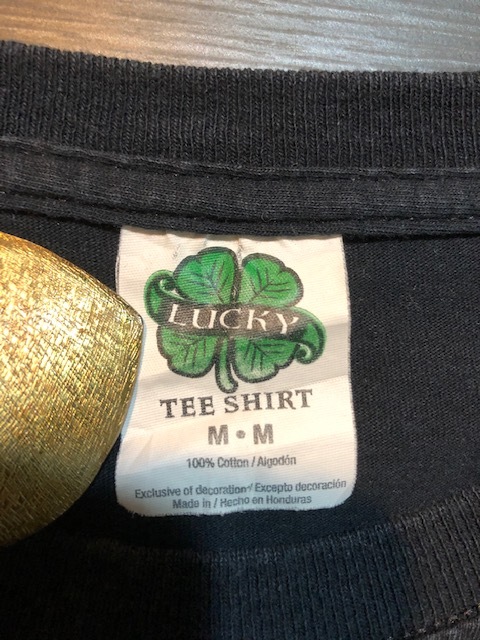 LUCKY
TEE SHIRT
M • M
100% Cotton / Algodón
Exclusive of decoration/ Excepto decoración
Made in / Hecho en Honduras